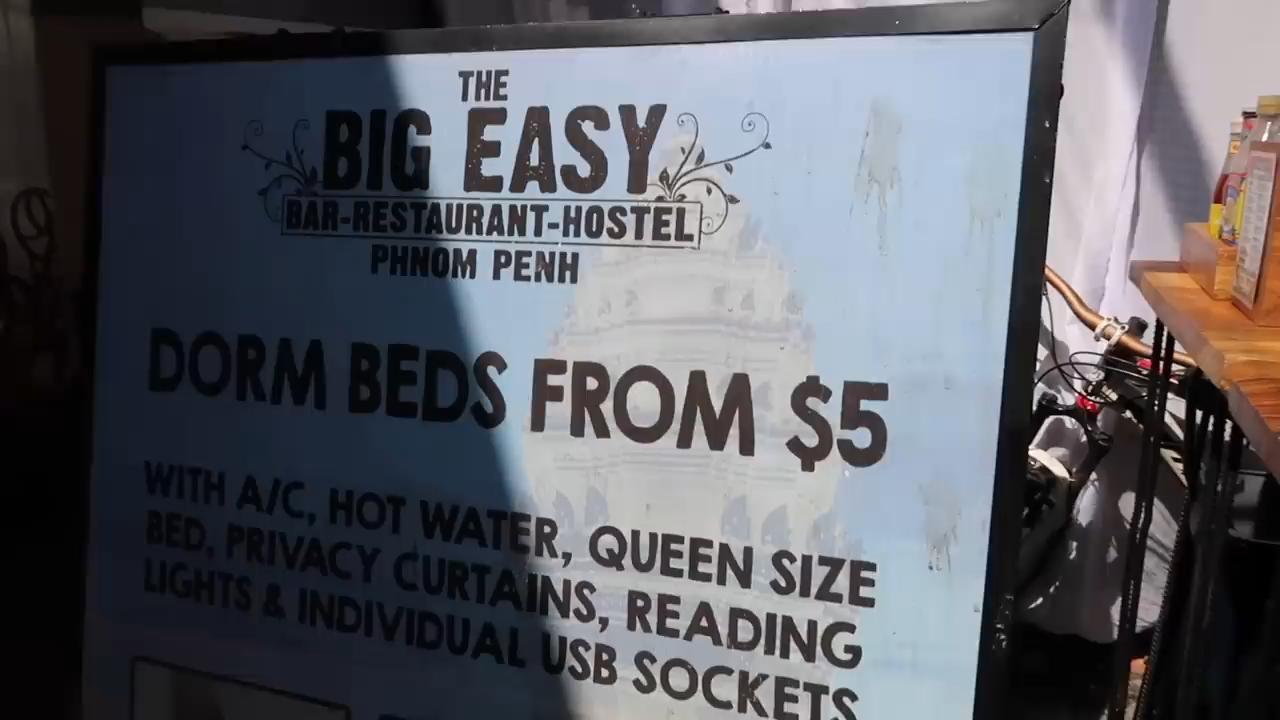 THE
BIG EASY
BAR-RESTAURANT-HOSTEL
PHNOM PENH
DORM BEDS FROM $5
WITH A/C, HOT WATER, QUEEN SIZE
BED, PRIVACY CURTAINS, READING
LIGHTS & INDIVIDUAL USB SOCKETS